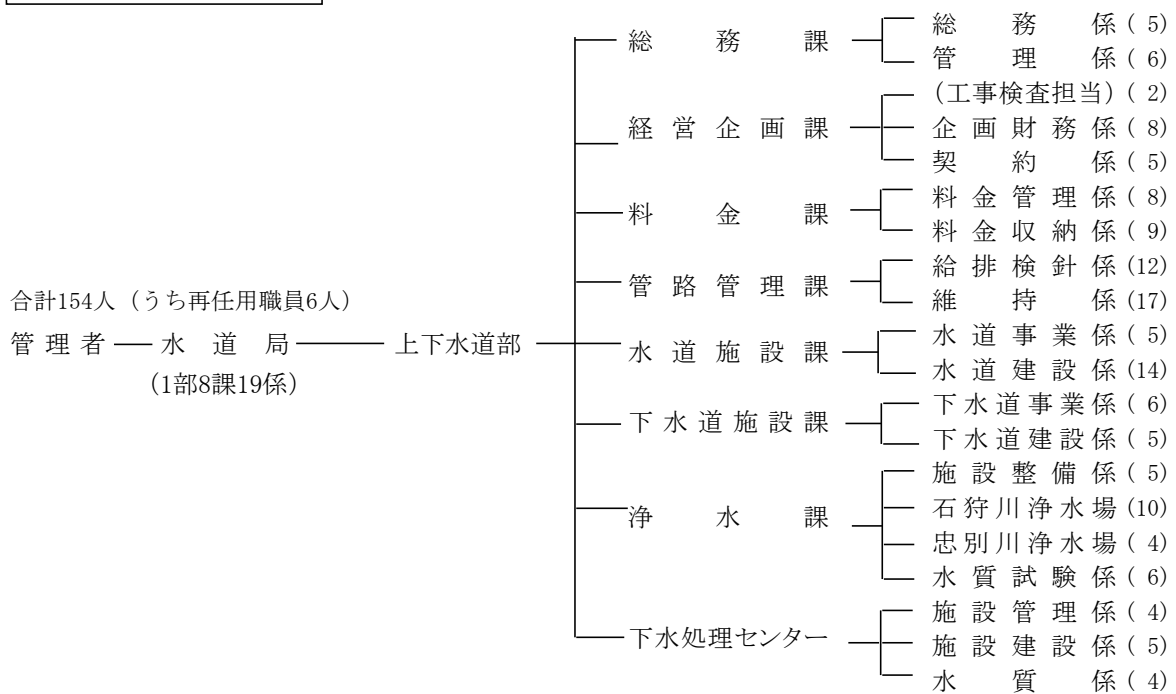 総務課
総務係( 5)
管理係( 6)
経営企画課
(工事検査担当)( 2)
企画財務係( 8)
契約係( 5)
料金課
料金管理係( 8)
料金収納係( 9)
管路管理課
給排検針係(12)
維持係(17)
合計154人（うち再任用職員6人）
管理者 水道局 上下水道部
(1部8課19係)
水道施設課
水道事業係( 5)
水道建設係(14)
下水道施設課
下水道事業係( 6)
下水道建設係( 5)
浄水課
施設整備係( 5)
石狩川浄水場(10)
忠別川浄水場( 4)
水質試験係( 6)
下水処理センター
施設管理係( 4)
施設建設係( 5)
水質係( 4)